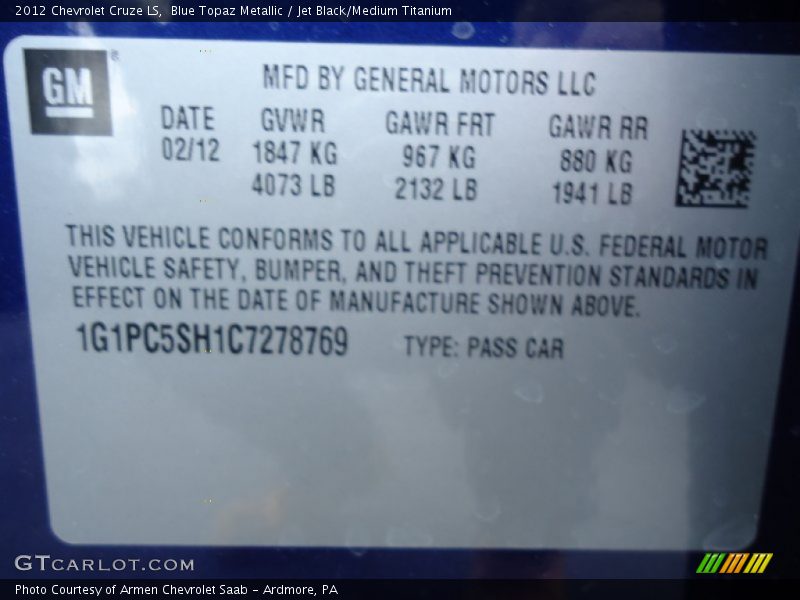 2012 Chevrolet Cruze LS, Blue Topaz Metallic / Jet Black/Medium Titanium
GM ®
MFD BY GENERAL MOTORS LLC
DATE GVWR GAWR FRT GAWR RR
02/12 1847 KG 967 KG 880 KG
4073 LB 2132 LB 1941 LB
THIS VEHICLE CONFORMS TO ALL APPLICABLE U.S. FEDERAL MOTOR
VEHICLE SAFETY, BUMPER, AND THEFT PREVENTION STANDARDS IN
EFFECT ON THE DATE OF MANUFACTURE SHOWN ABOVE.
1G1PC5SH1C7278769 TYPE: PASS CAR
GTCARLOT.COM
Photo Courtesy of Armen Chevrolet Saab - Ardmore, PA